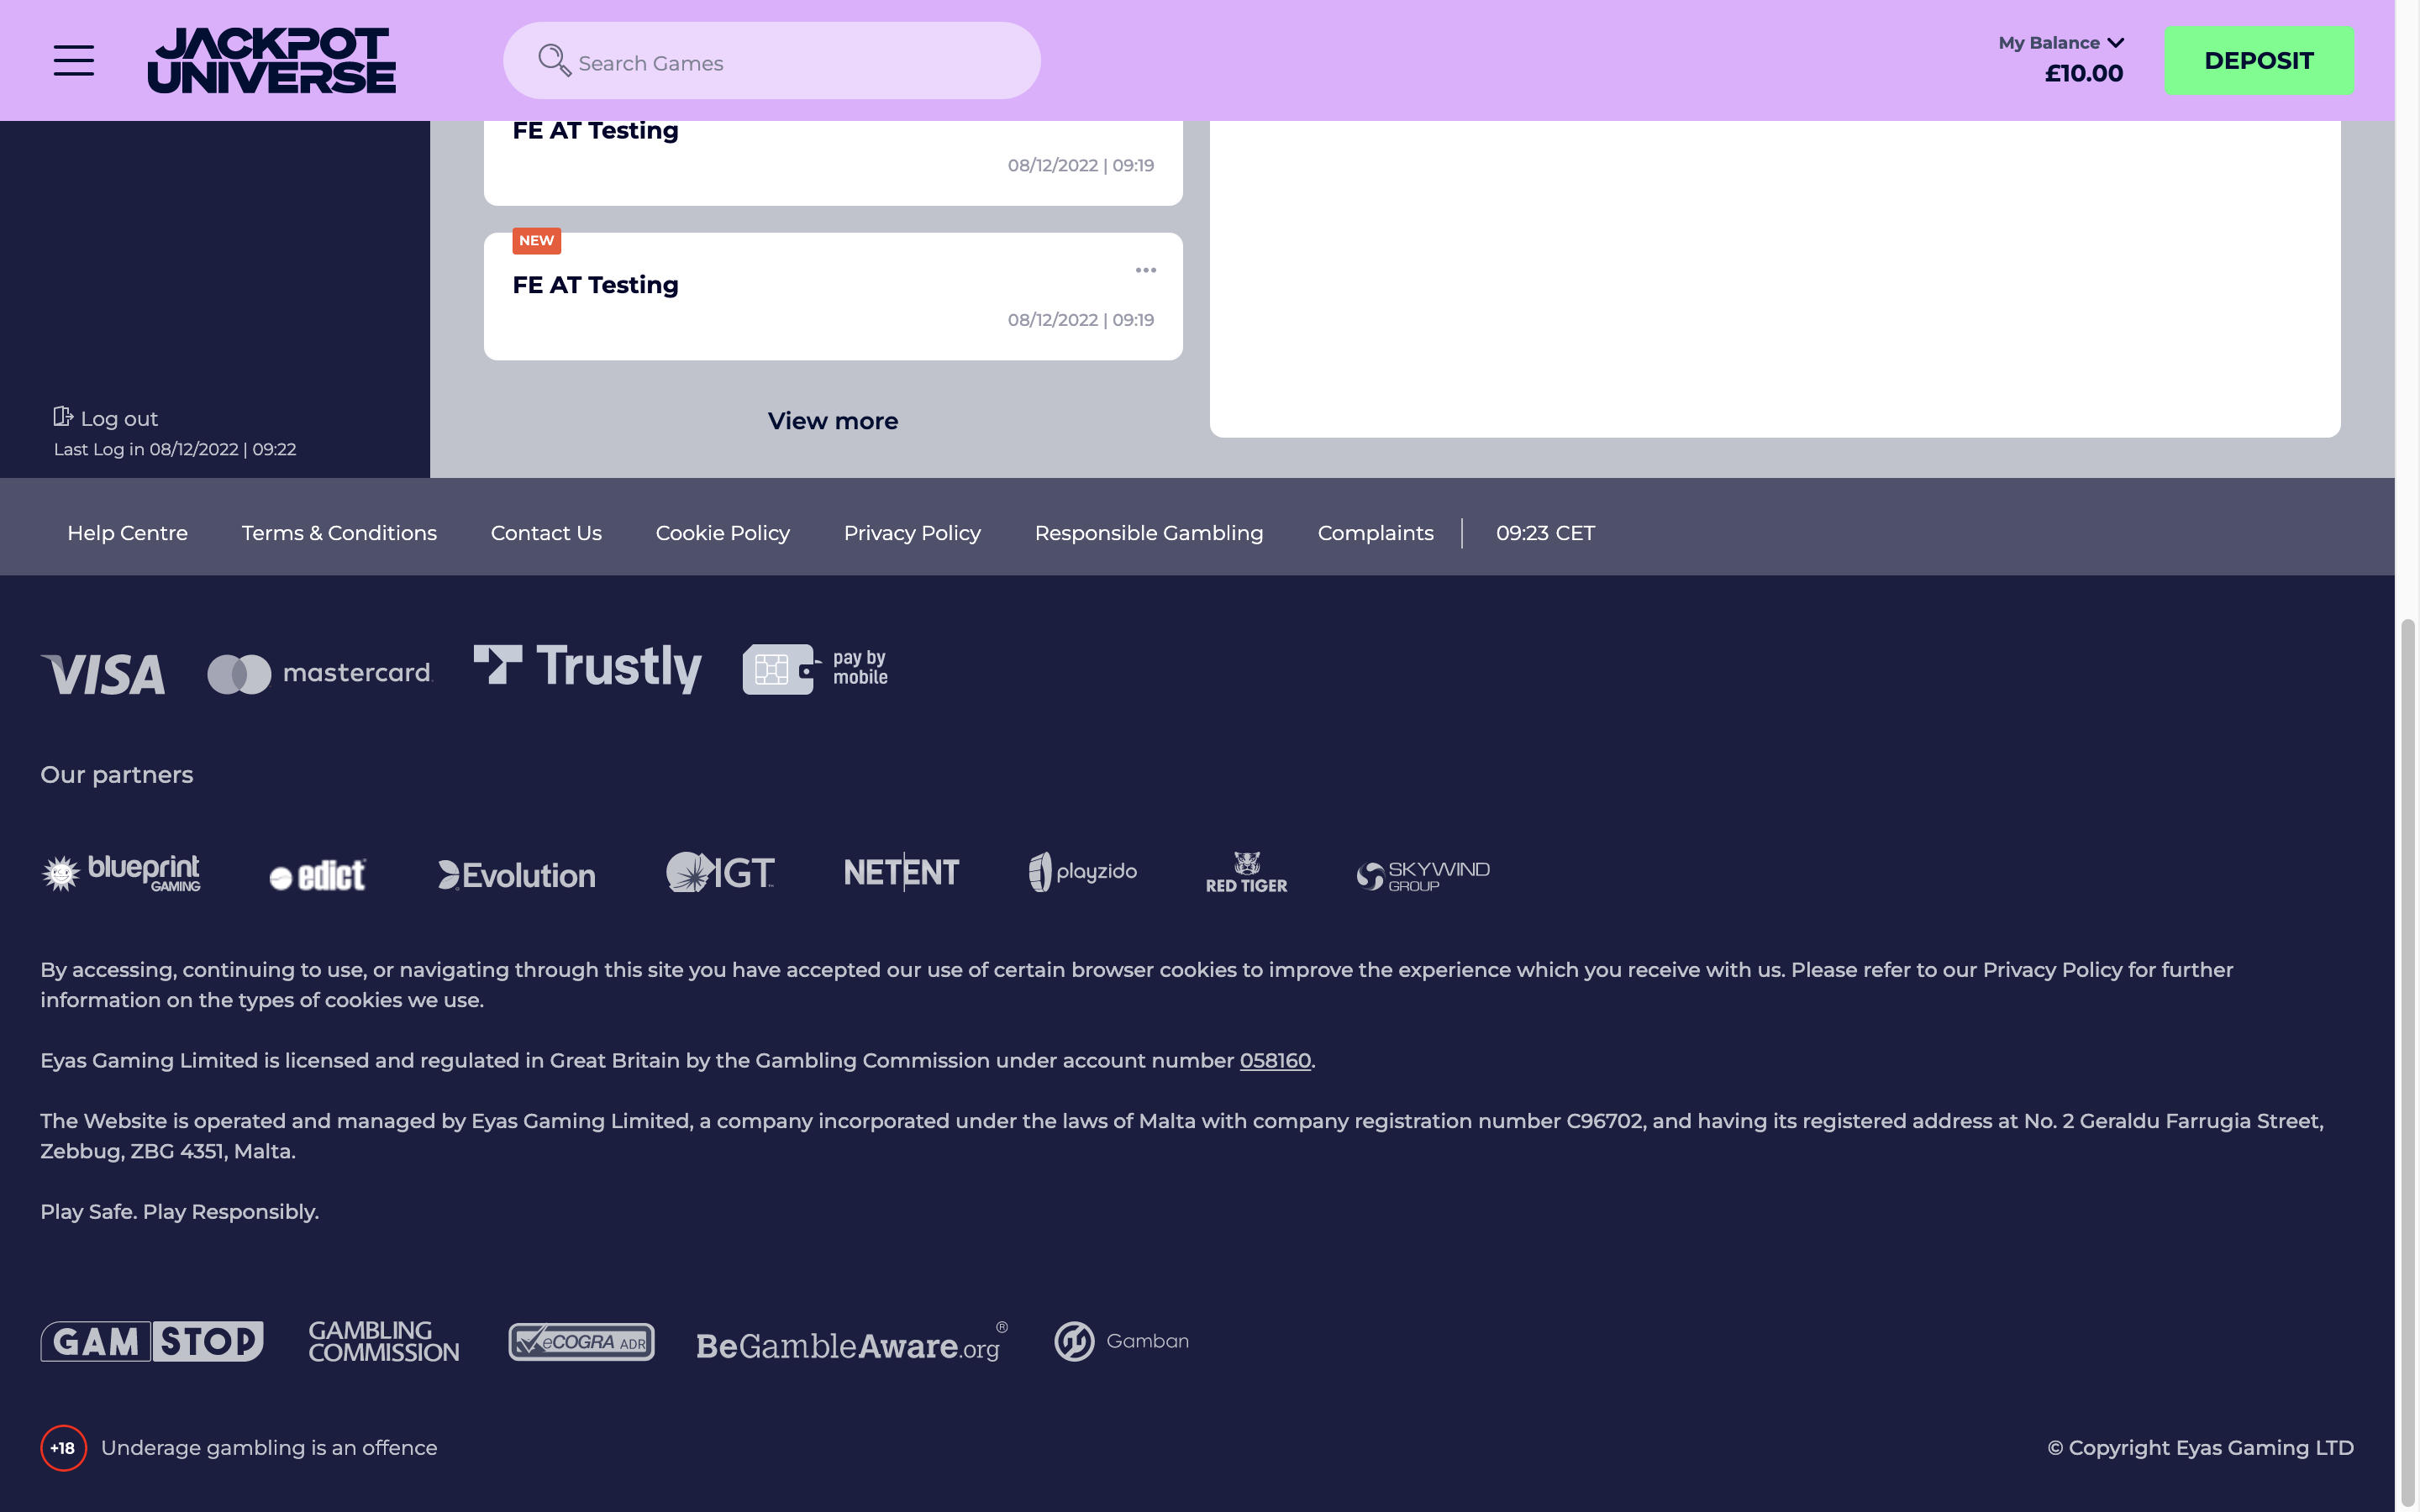 JACKPOT
UNIVERSE
Search Games
My Balance
£10.00
DEPOSIT
FE AT Testing
08/12/2022 | 09:19
NEW
FE AT Testing
08/12/2022 | 09:19
View more
Log out
Last Log in 08/12/2022 | 09:22
Help Centre Terms & Conditions Contact Us Cookie Policy Privacy Policy Responsible Gambling Complaints 09:23 CET
VISA mastercard Trustly pay by
mobile
Our partners
blueprint
GAMING
edict Evolution IGT NETENT playzido
RED TIGER
SKYWIND
GROUP
By accessing, continuing to use, or navigating through this site you have accepted our use of certain browser cookies to improve the experience which you receive with us. Please refer to our Privacy Policy for further
information on the types of cookies we use.
Eyas Gaming Limited is licensed and regulated in Great Britain by the Gambling Commission under account number 058160.
The Website is operated and managed by Eyas Gaming Limited, a company incorporated under the laws of Malta with company registration number C96702, and having its registered address at No. 2 Geraldu Farrugia Street,
Zebbug, ZBG 4351, Malta.
Play Safe. Play Responsibly.
GAMSTOP
GAMBLING
COMMISSION
eCOGRA ADR
BeGambleAware.org®
Gamban
+18 Underage gambling is an offence
© Copyright Eyas Gaming LTD